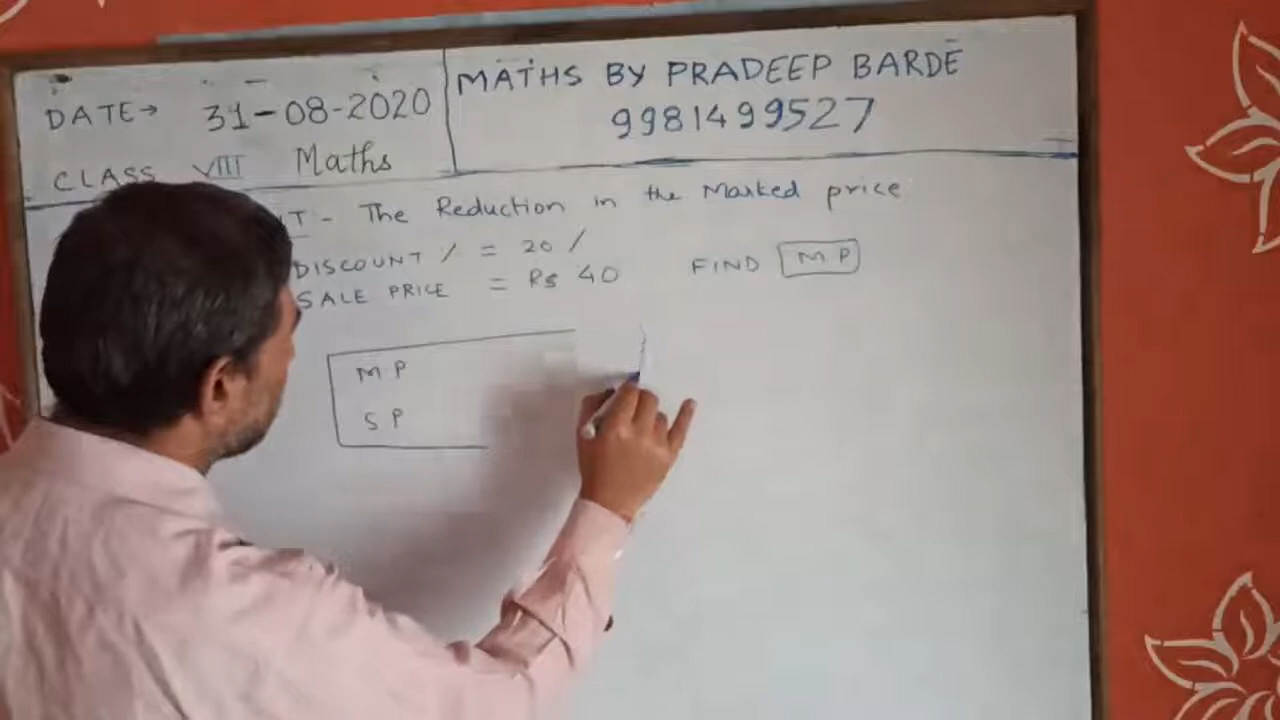 DATE→ 31-08-2020
CLASS VIII Maths
MATHS BY PRADEEP BARDE
9981499527
T - The Reduction in the Marked price
DISCOUNT / = 20 /
SALE PRICE = Rs 40
FIND M P
M P
S P